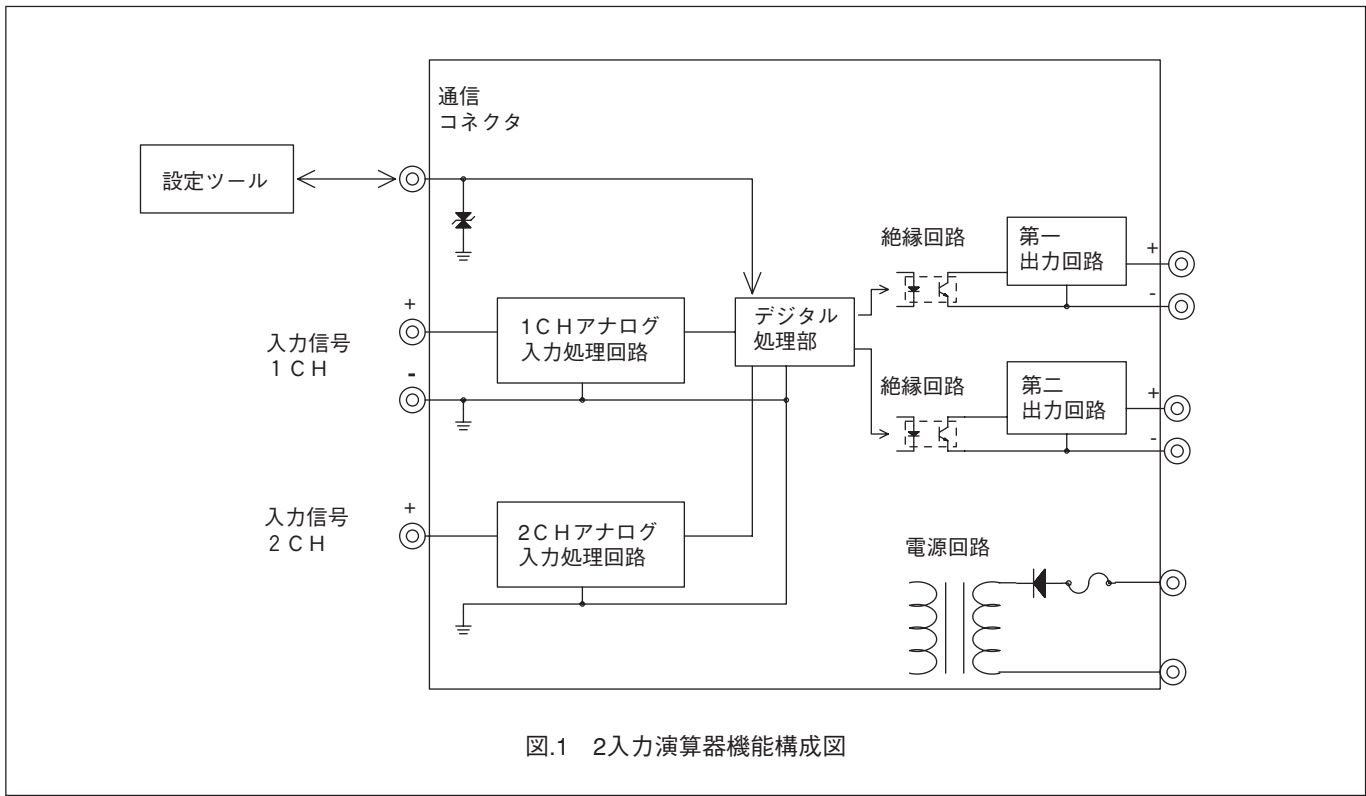 通信
コネクタ
設定ツール
絶縁回路
第一
出力回路
+
-
+
入力信号
1ＣＨ
-
1ＣＨアナログ
入力処理回路
デジタル
処理部
絶縁回路
第二
出力回路
+
-
入力信号
2ＣＨ
+
2ＣＨアナログ
入力処理回路
電源回路
図.1　2入力演算器機能構成図